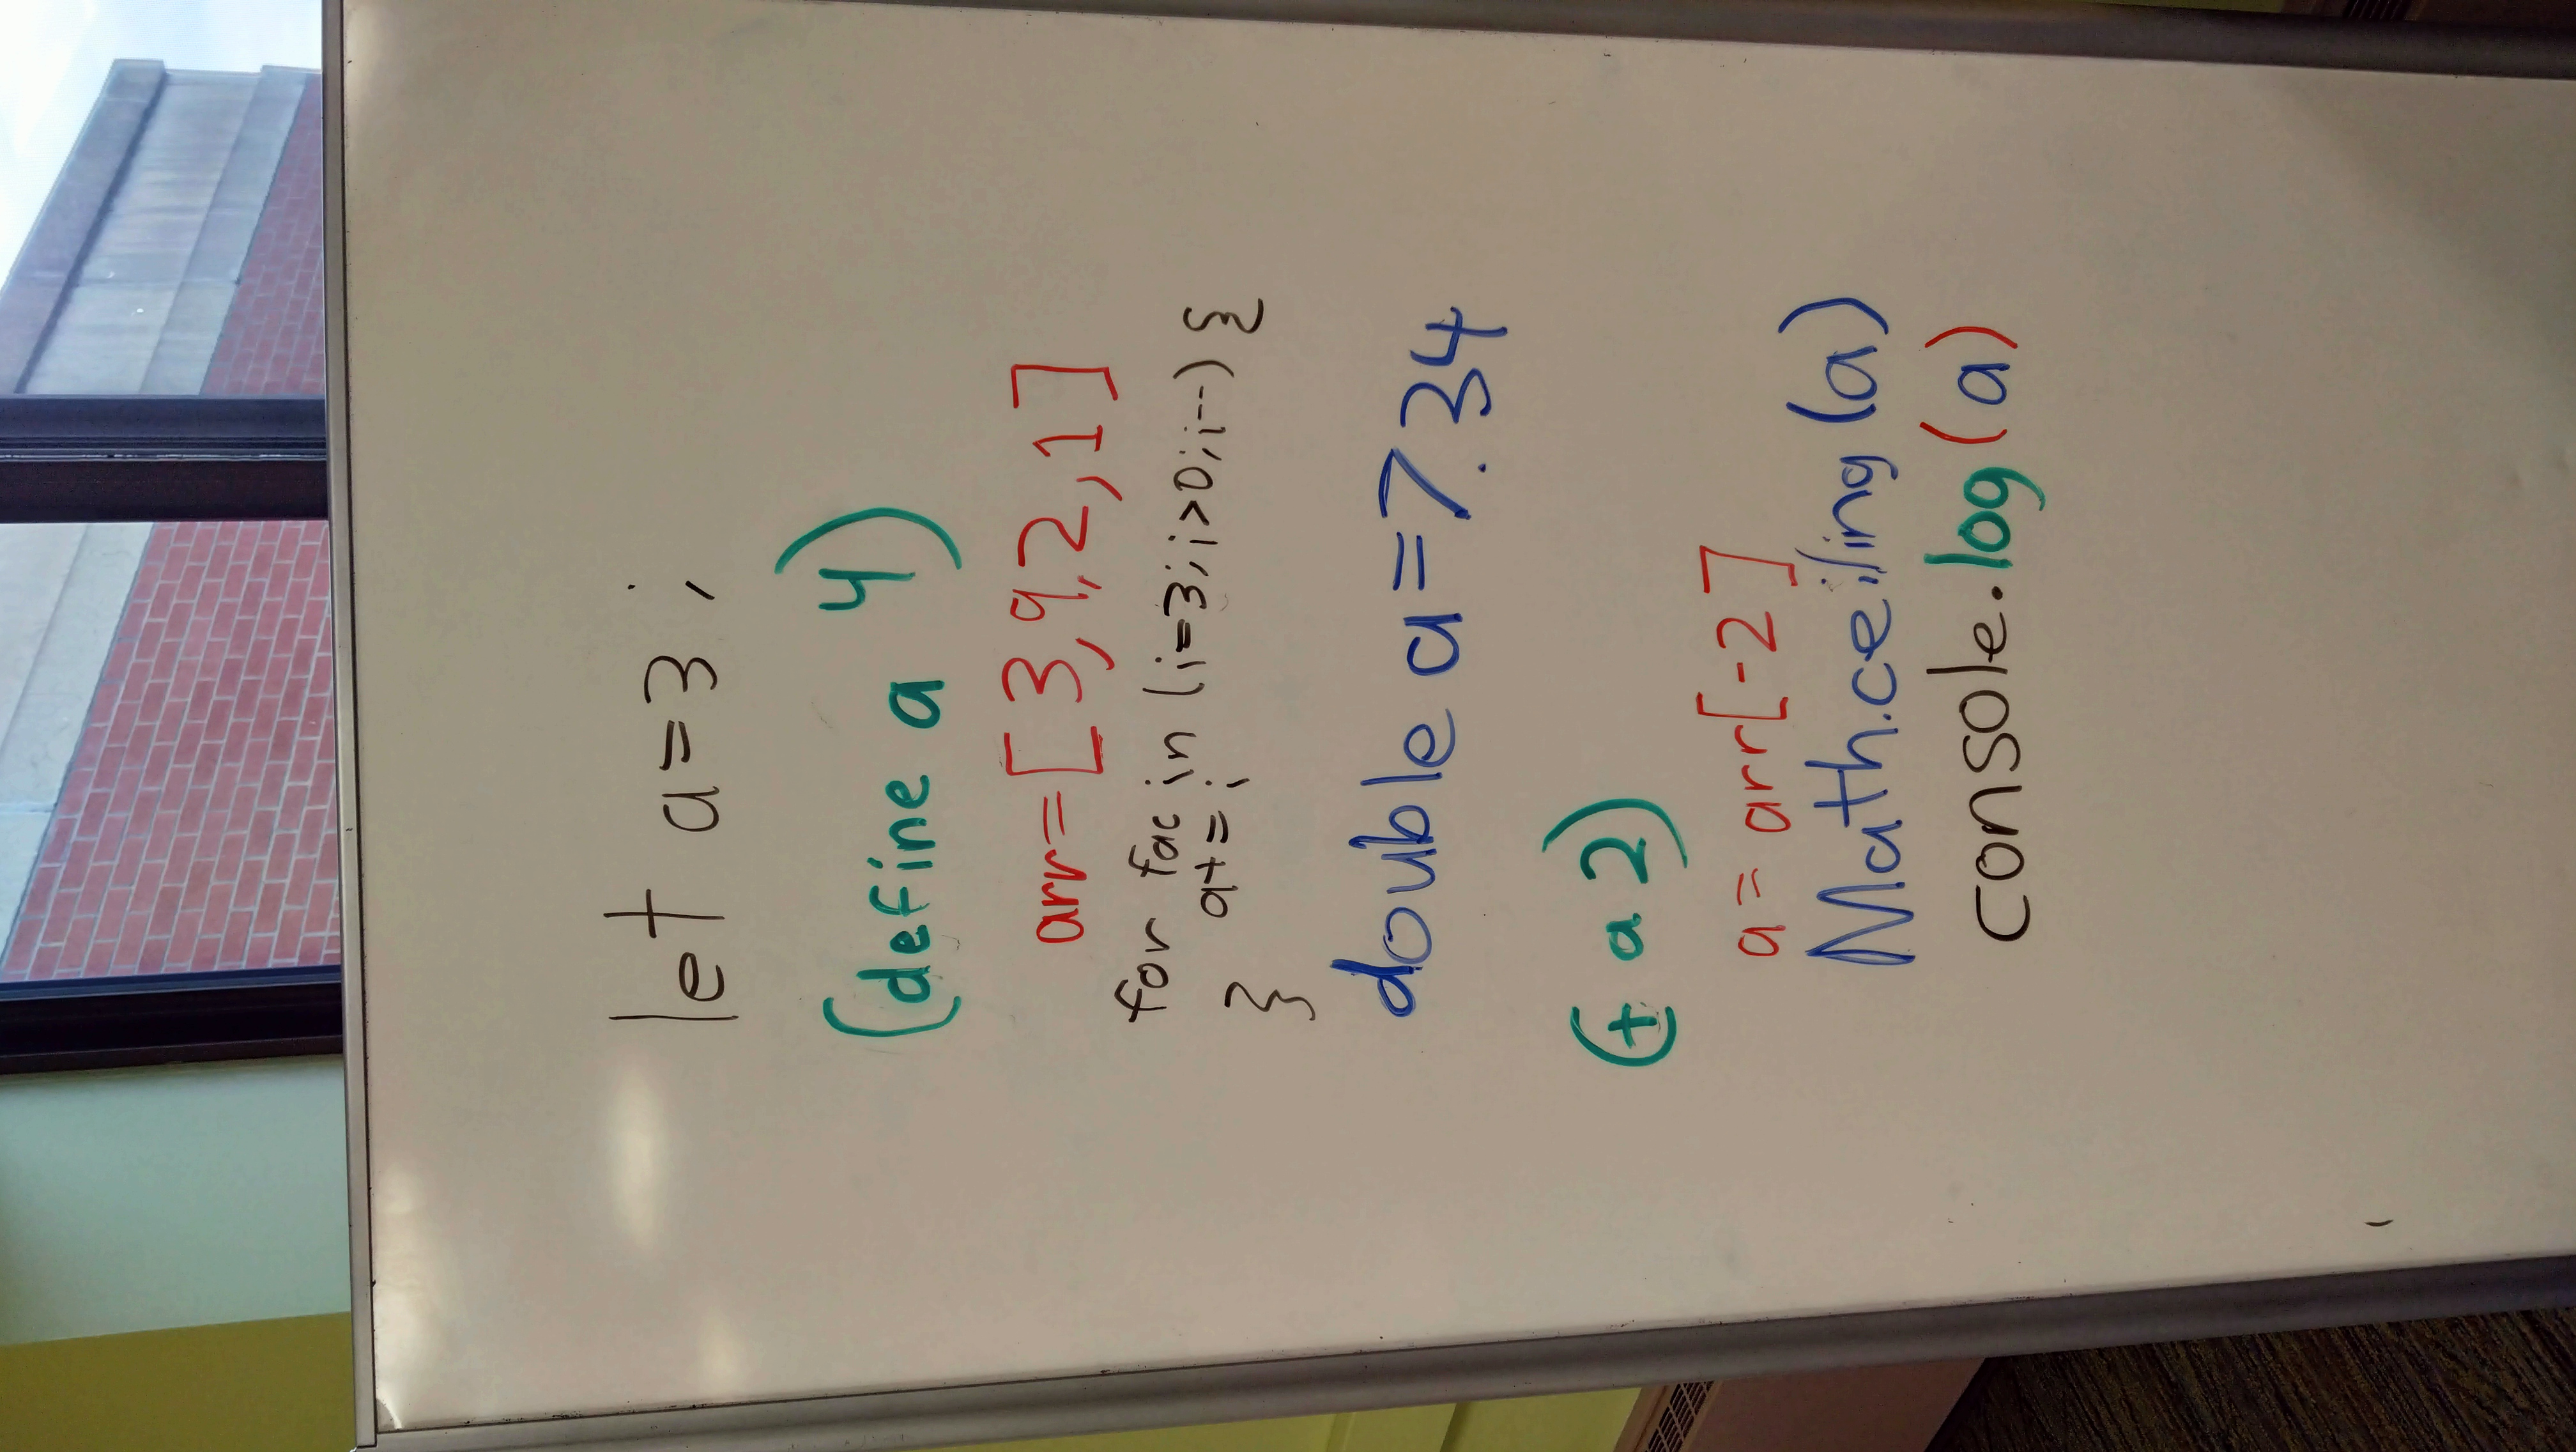 let a=3;
(define a 4)
arr=[3,9,2,1]
for fac in (i=3;i>0;i--){
a+=i
}
double a=7.34
(+ a 2)
a=arr[-2]
Math.ceiling(a)
console.log(a)